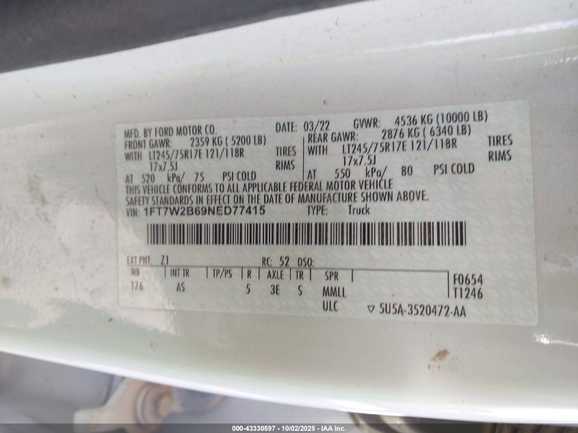 MFD. BY FORD MOTOR CO. DATE: 03/22 GVWR: 4536 KG (10000 LB)
FRONT GAWR: 2359 KG (5200 LB) REAR GAWR: 2876 KG (6340 LB)
WITH LT245/75R17E 121/118R TIRES WITH LT245/75R17E 121/118R TIRES
17x7.5J RIMS 17x7.5J RIMS
AT 520 kPa/ 75 PSI COLD AT 550 kPa/ 80 PSI COLD
THIS VEHICLE CONFORMS TO ALL APPLICABLE FEDERAL MOTOR VEHICLE
SAFETY STANDARDS IN EFFECT ON THE DATE OF MANUFACTURE SHOWN ABOVE.
VIN: 1FT7W2B69NED77415 TYPE: Truck
EXT PNT: Z1 RC: 52 DSO:
WB INT TR TP/PS R AXLE TR SPR F0654
176 AS 5 3E S MMLL T1246
ULC ▽ 5U5A-3520472-AA
000-43330597 - 10/02/2025 - IAA Inc.